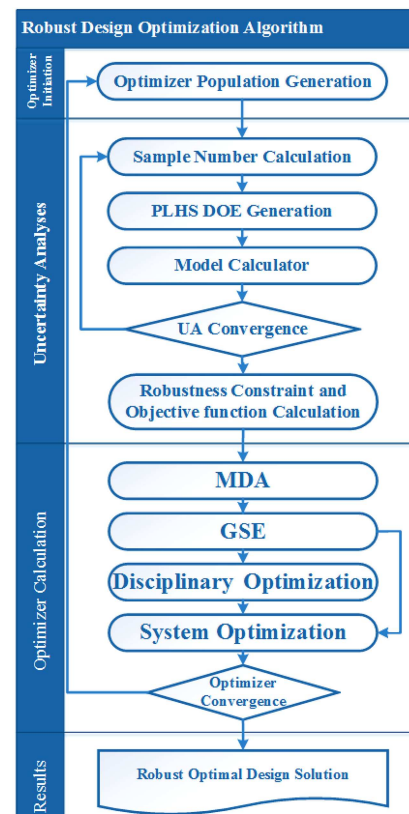 Robust Design Optimization Algorithm
Optimizer
Initiation
Optimizer Population Generation
Uncertainty Analyses
Sample Number Calculation
PLHS DOE Generation
Model Calculator
UA Convergence
Robustness Constraint and
Objective function Calculation
Optimizer Calculation
MDA
GSE
Disciplinary Optimization
System Optimization
Optimizer
Convergence
Results
Robust Optimal Design Solution